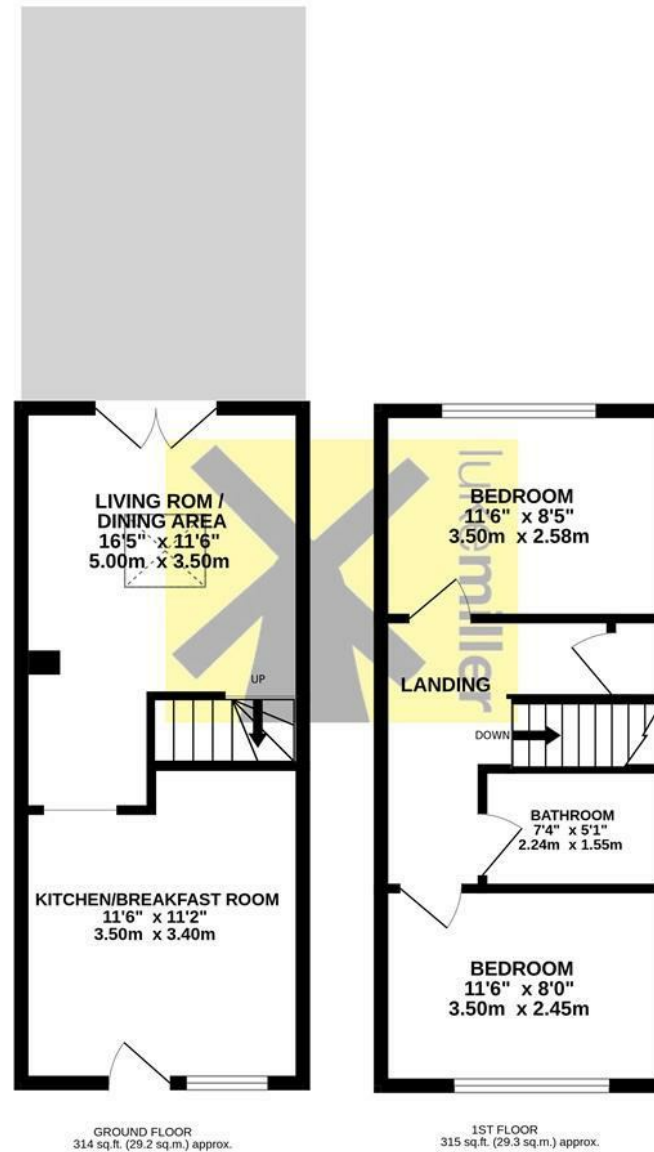 LIVING ROM /
DINING AREA
16'5" x 11'6"
5.00m x 3.50m
UP
KITCHEN/BREAKFAST ROOM
11'6" x 11'2"
3.50m x 3.40m
GROUND FLOOR
314 sq.ft. (29.2 sq.m.) approx.
BEDROOM
11'6" x 8'5"
3.50m x 2.58m
LANDING
DOWN
BATHROOM
7'4" x 5'1"
2.24m x 1.55m
BEDROOM
11'6" x 8'0"
3.50m x 2.45m
1ST FLOOR
315 sq.ft. (29.3 sq.m.) approx.
lukemiller